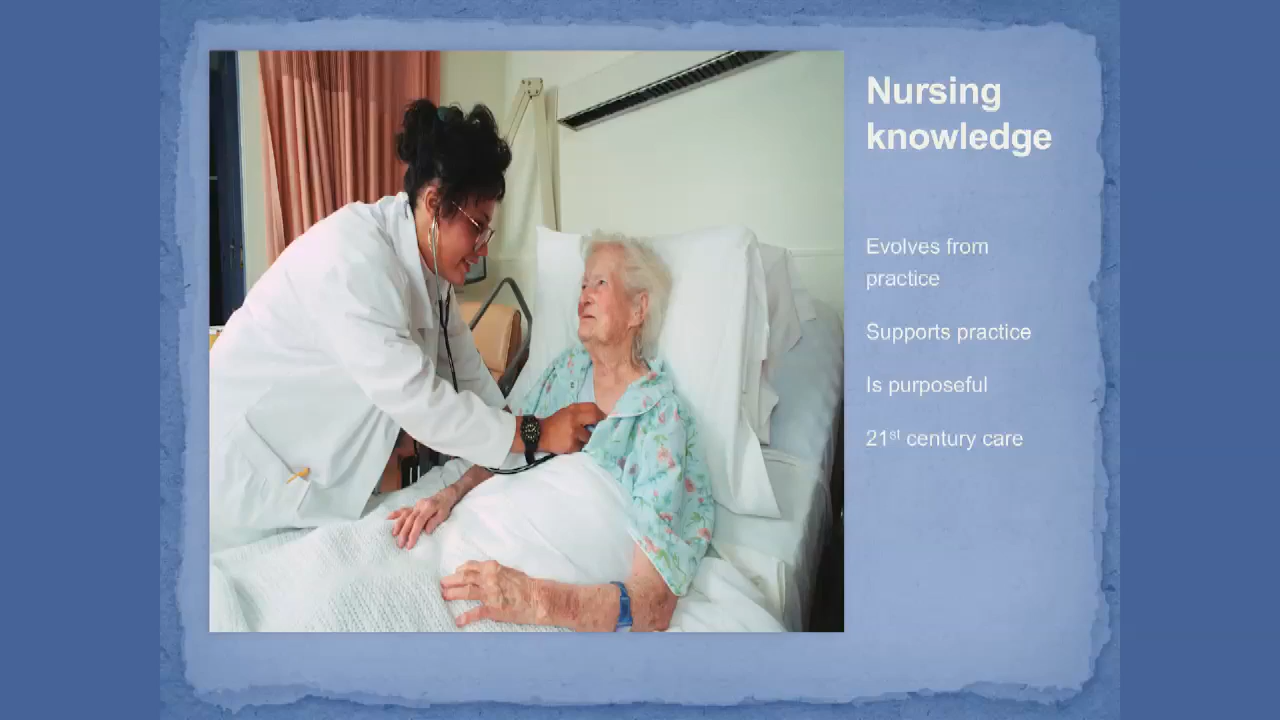 Nursing
knowledge
Evolves from
practice
Supports practice
Is purposeful
21st century care